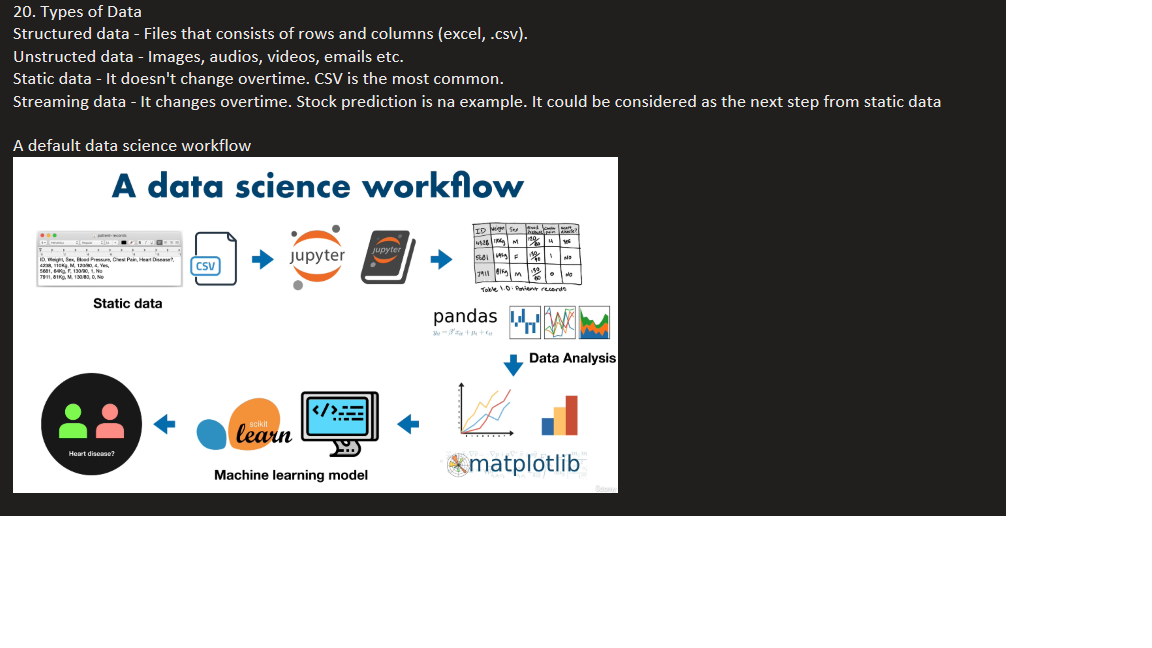 20. Types of Data
Structured data - Files that consists of rows and columns (excel, .csv).
Unstructed data - Images, audios, videos, emails etc.
Static data - It doesn't change overtime. CSV is the most common.
Streaming data - It changes overtime. Stock prediction is na example. It could be considered as the next step from static data
A default data science workflow
A data science workflow
ID, Weight, Sex, Blood Pressure, Chest Pain, Heart Disease?,
4238, 110Kg, M, 120/80, 4, Yes,
5681, 64Kg, F, 130/90, 1, No
7911, 81Kg, M, 130/80, 0, No
CSV
jupyter
jupyter
ID Weight Sex Blood Pressure Chest pain Heart disease?
4328 110kg M 120/80 4 yes
5681 64kg F 130/90 1 No
7911 81kg M 130/80 0 No
Table 1.0: Patient records
Static data
pandas
Data Analysis
</>
Heart disease?
scikit
learn
Machine learning model
matplotlib